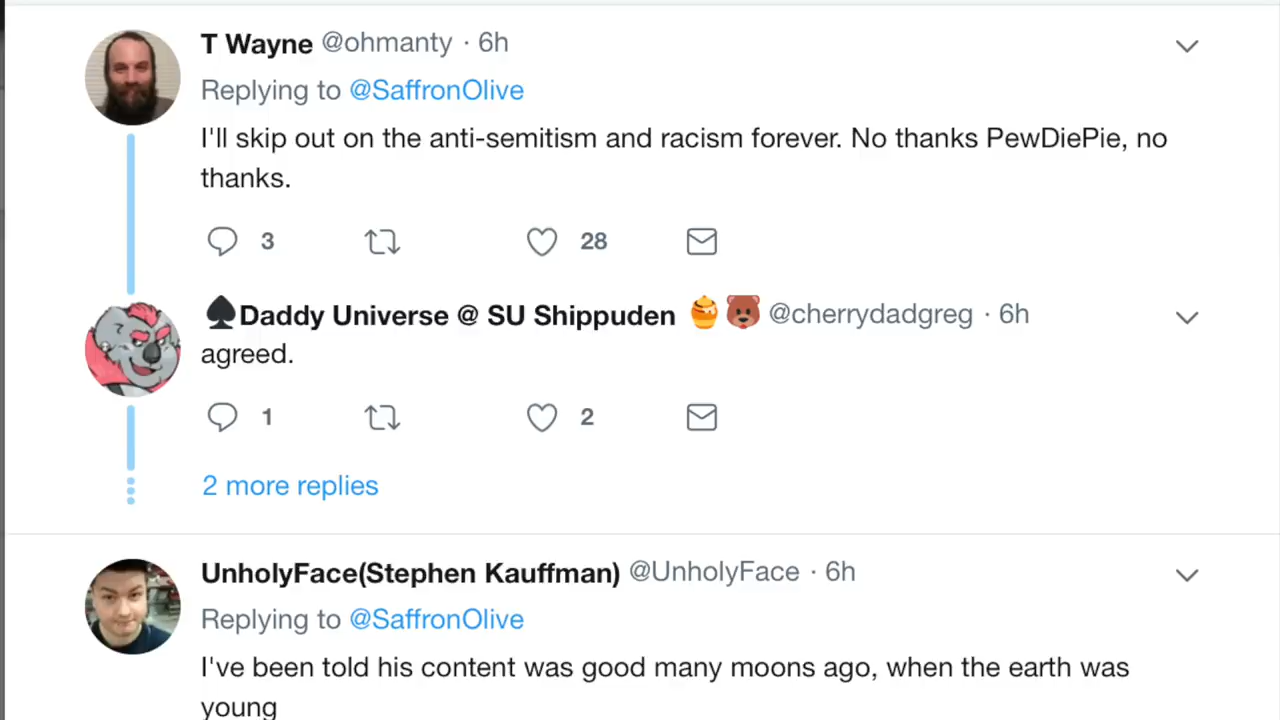 T Wayne @ohmanty · 6h
Replying to @SaffronOlive
I'll skip out on the anti-semitism and racism forever. No thanks PewDiePie, no
thanks.
3 28
♠Daddy Universe @ SU Shippuden 🍯🐻 @cherrydadgreg · 6h
agreed.
1 2
2 more replies
UnholyFace(Stephen Kauffman) @UnholyFace · 6h
Replying to @SaffronOlive
I've been told his content was good many moons ago, when the earth was
young